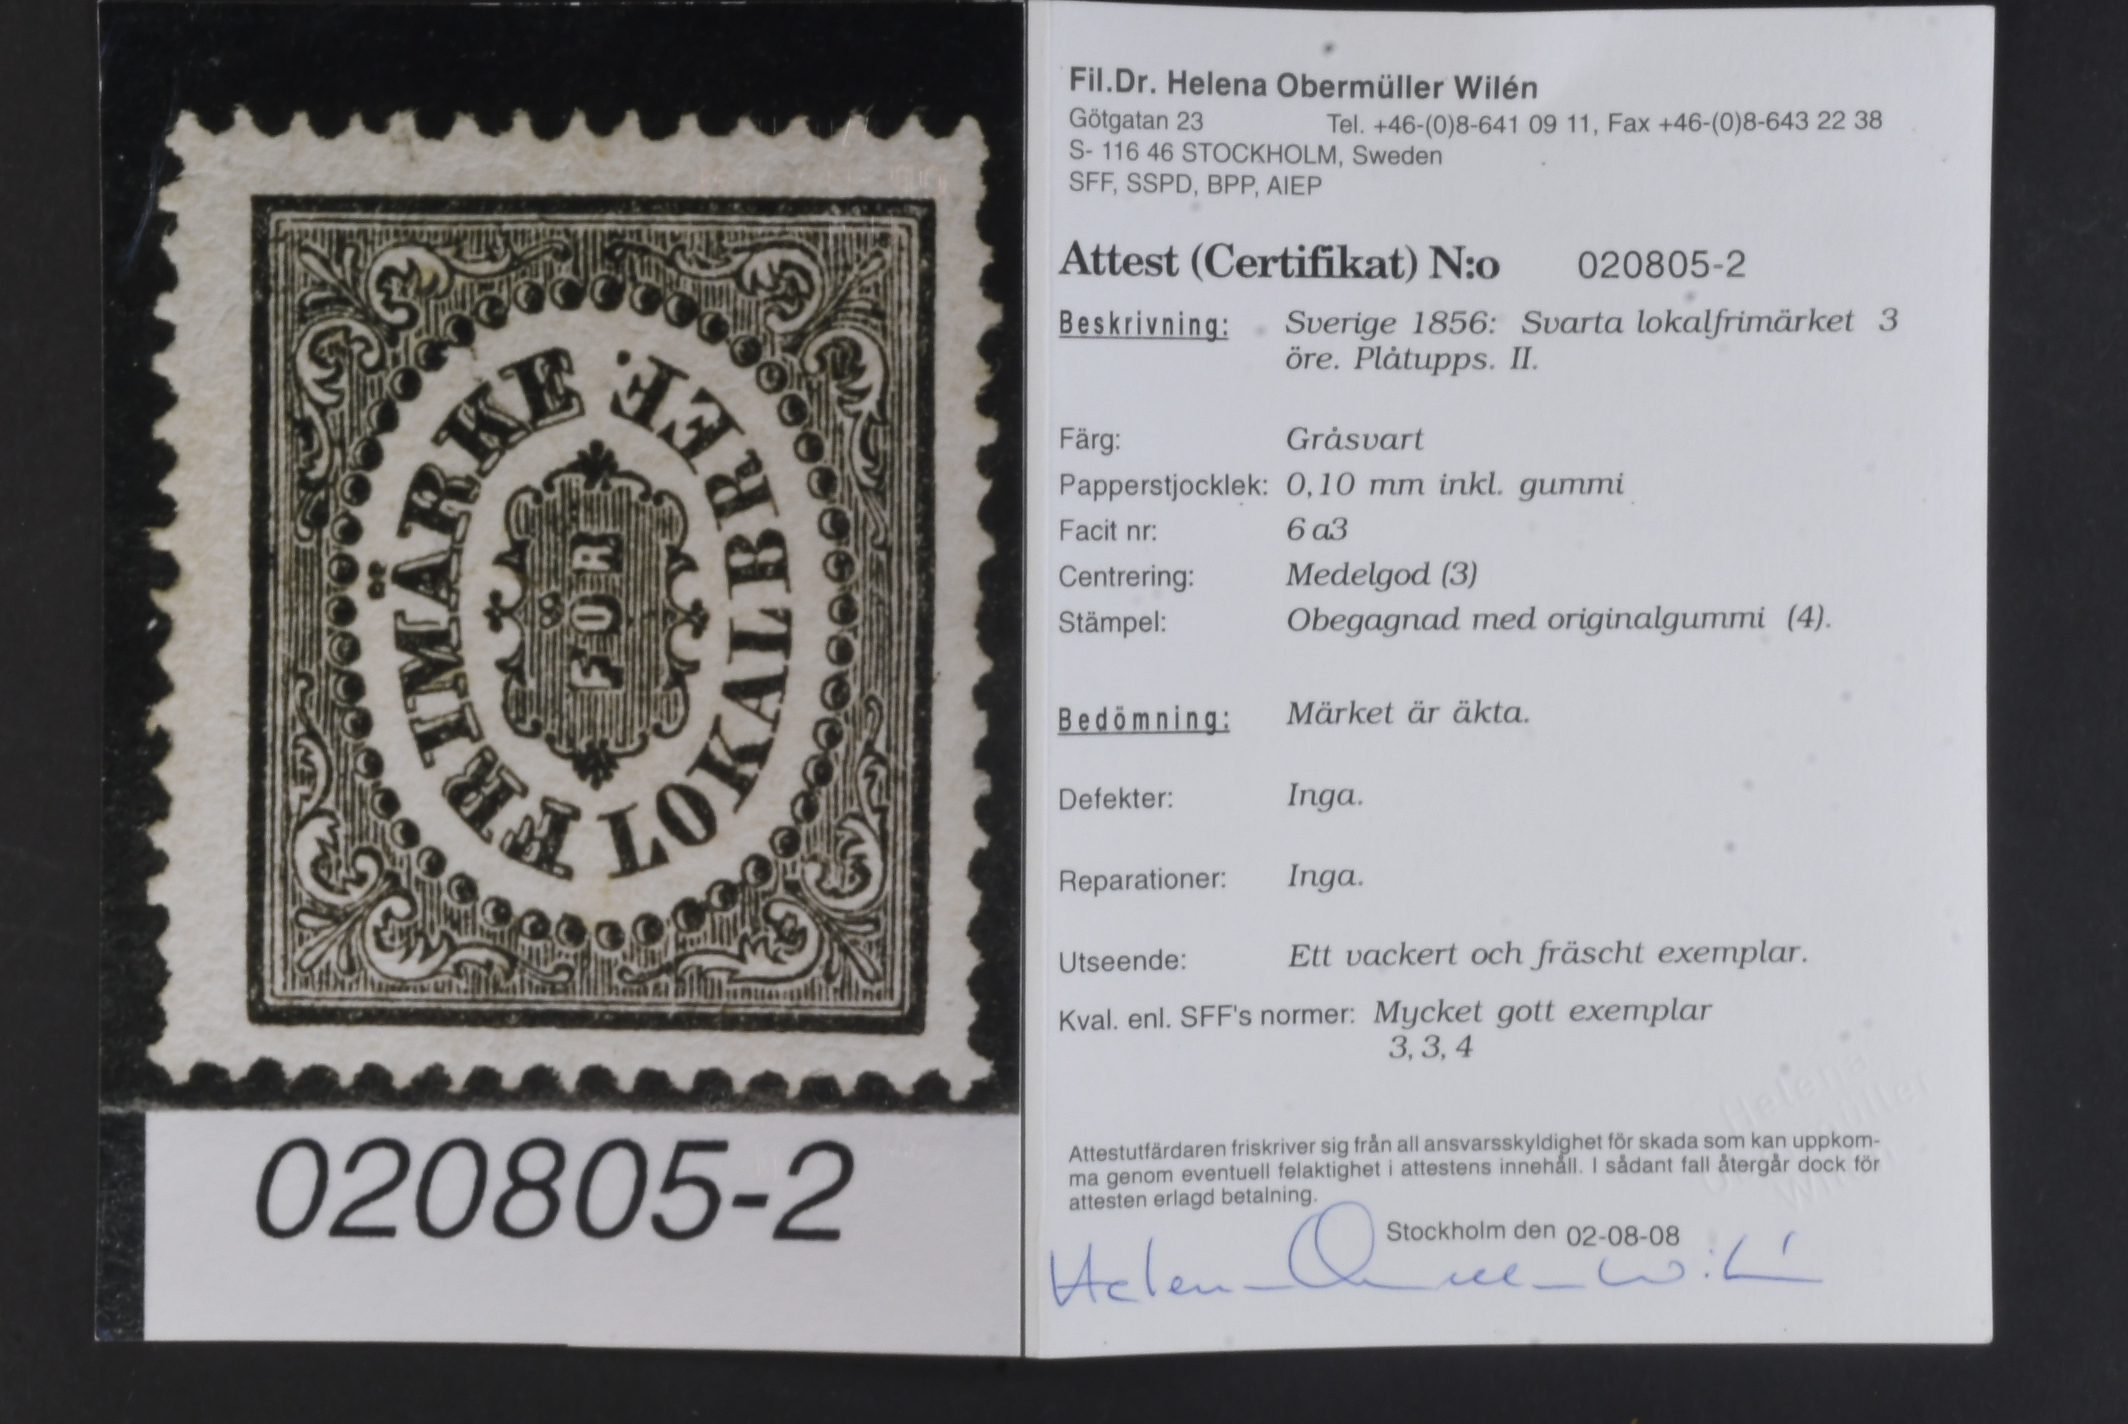 FRIMÄRKE
FÖR
LOKALBREF.
020805-2
Fil.Dr. Helena Obermüller Wilén
Götgatan 23 Tel. +46-(0)8-641 09 11, Fax +46-(0)8-643 22 38
S- 116 46 STOCKHOLM, Sweden
SFF, SSPD, BPP, AIEP
Attest (Certifikat) N:o 020805-2
Beskrivning: Sverige 1856: Svarta lokalfrimärket 3
öre. Plåtupps. II.
Färg: Gråsvart
Papperstjocklek: 0,10 mm inkl. gummi
Facit nr: 6 a3
Centrering: Medelgod (3)
Stämpel: Obegagnad med originalgummi (4).
Bedömning: Märket är äkta.
Defekter: Inga.
Reparationer: Inga.
Utseende: Ett vackert och fräscht exemplar.
Kval. enl. SFF's normer: Mycket gott exemplar
3, 3, 4
Helena
Obermüller
Wilén
Attestutfärdaren friskriver sig från all ansvarsskyldighet för skada som kan uppkom-
ma genom eventuell felaktighet i attestens innehåll. I sådant fall återgår dock för
attesten erlagd betalning.
Stockholm den 02-08-08